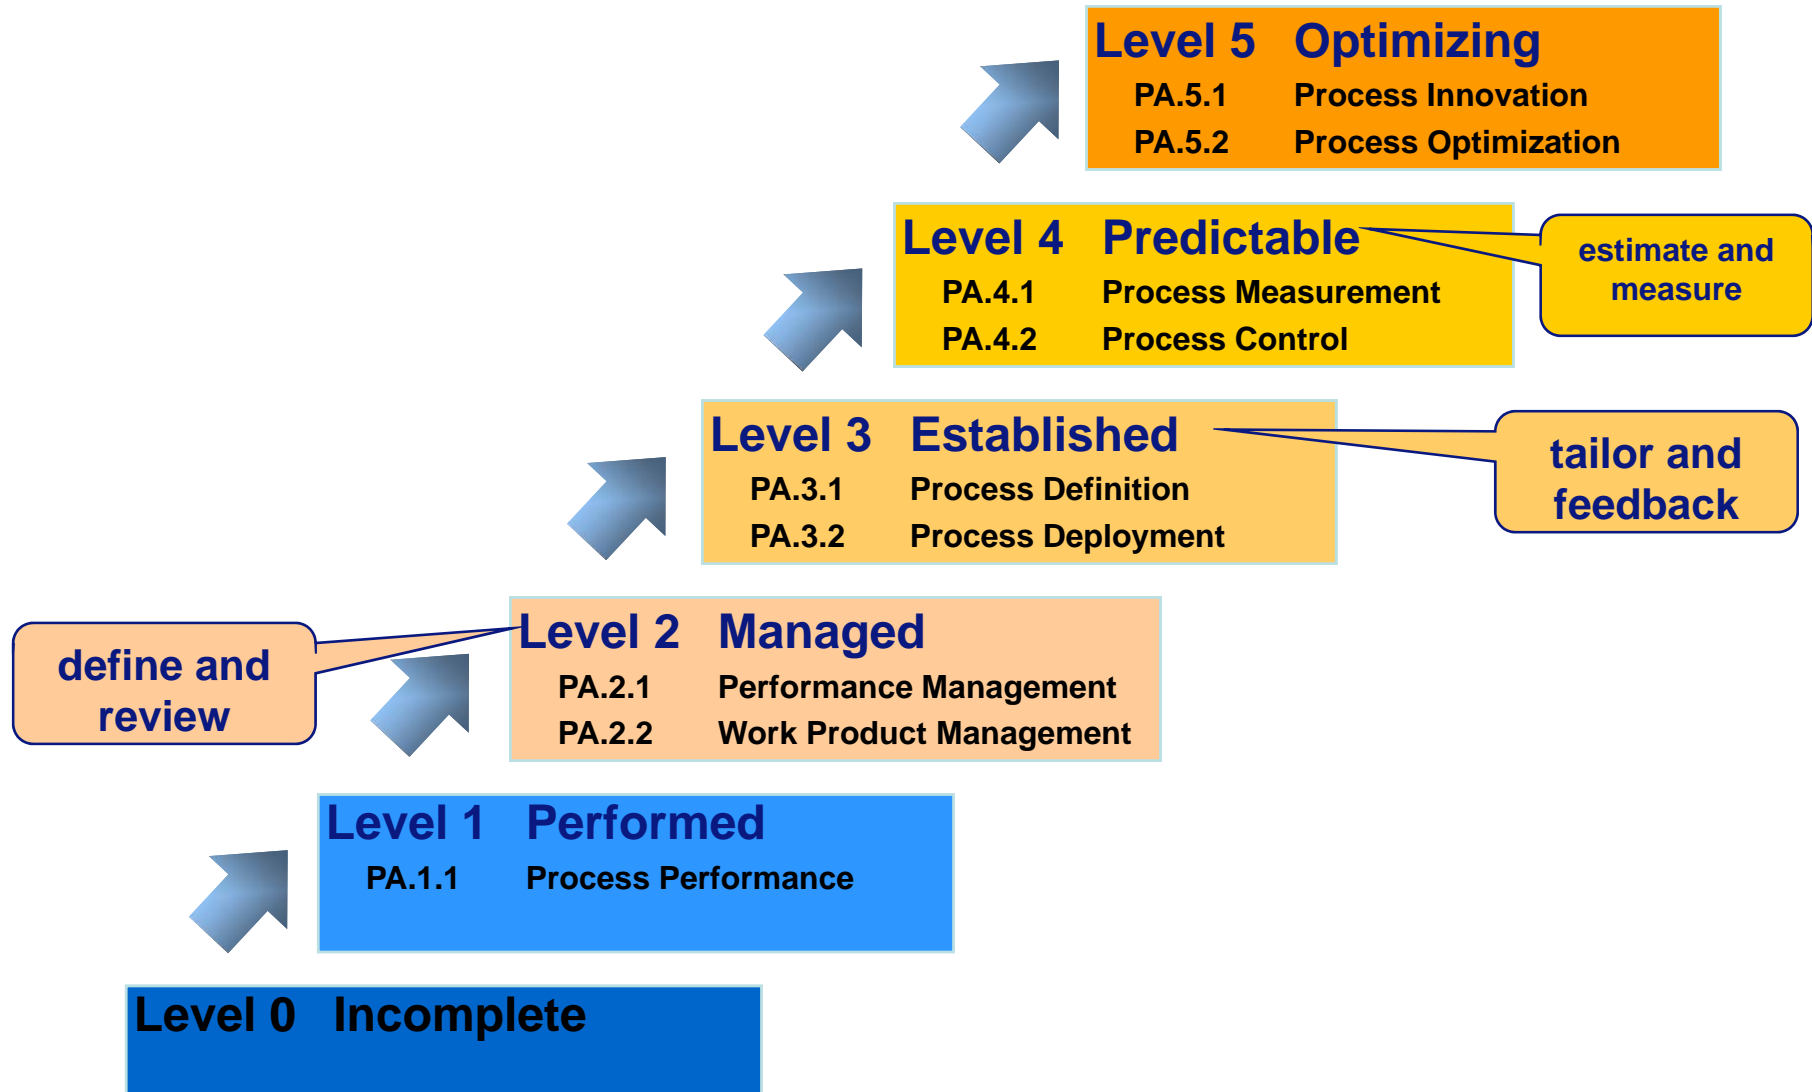 Level 5 Optimizing
PA.5.1 Process Innovation
PA.5.2 Process Optimization
Level 4 Predictable
PA.4.1 Process Measurement
PA.4.2 Process Control
estimate and
measure
Level 3 Established
PA.3.1 Process Definition
PA.3.2 Process Deployment
tailor and
feedback
Level 2 Managed
PA.2.1 Performance Management
PA.2.2 Work Product Management
define and
review
Level 1 Performed
PA.1.1 Process Performance
Level 0 Incomplete